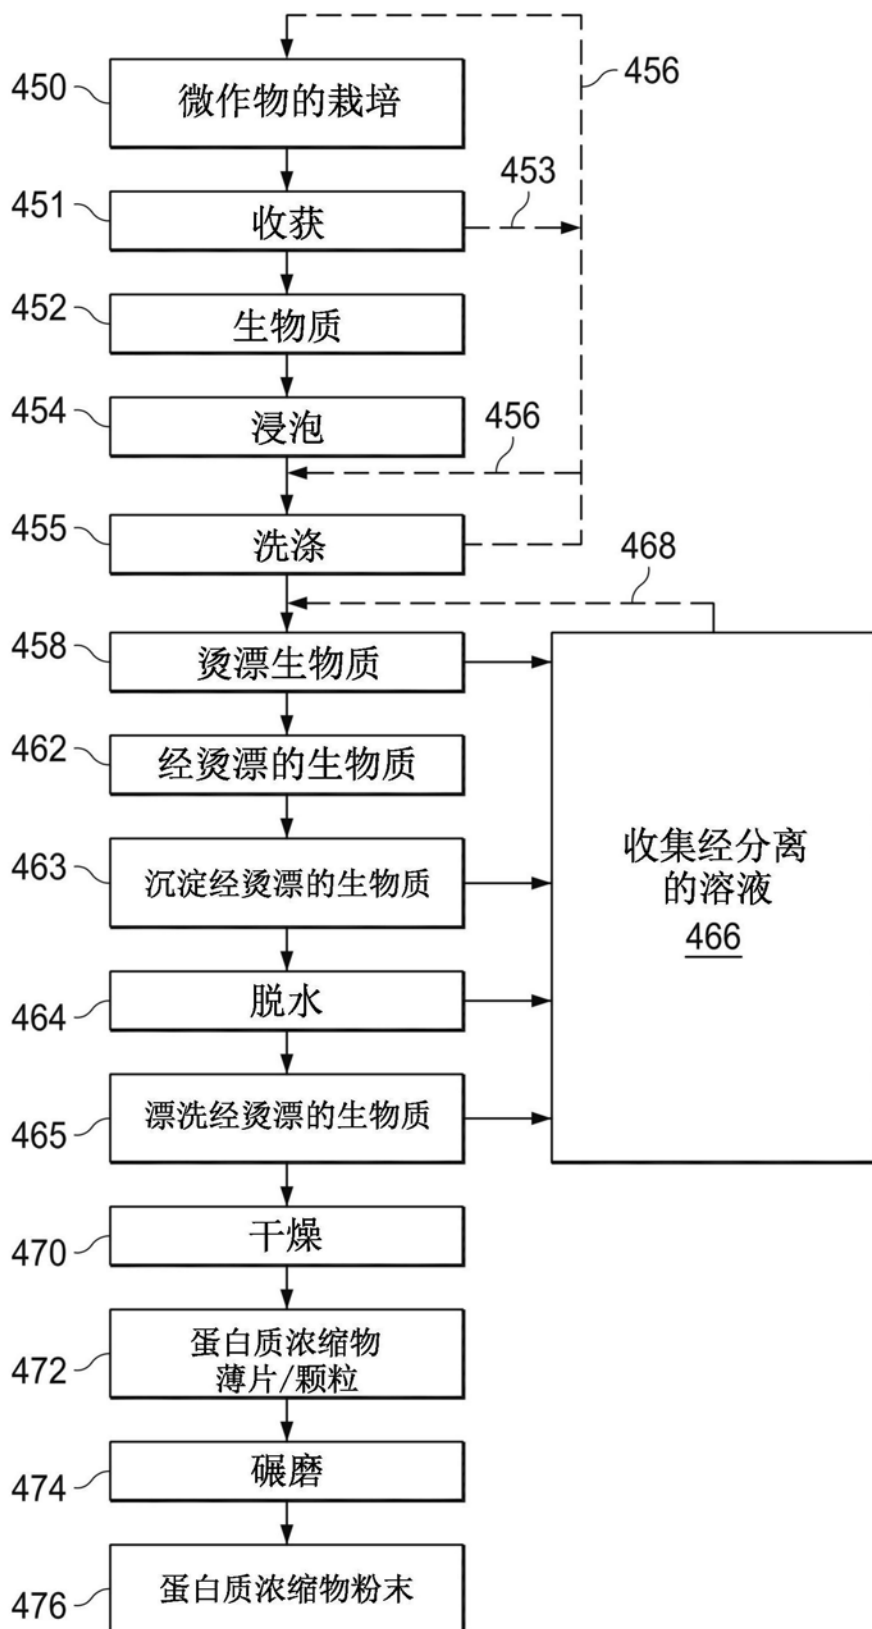 450
微作物的栽培
456
451
收获
453
452
生物质
454
浸泡
456
455
洗涤
468
458
烫漂生物质
462
经烫漂的生物质
463
沉淀经烫漂的生物质
收集经分离
的溶液
466
464
脱水
465
漂洗经烫漂的生物质
470
干燥
472
蛋白质浓缩物
薄片/颗粒
474
碾磨
476
蛋白质浓缩物粉末